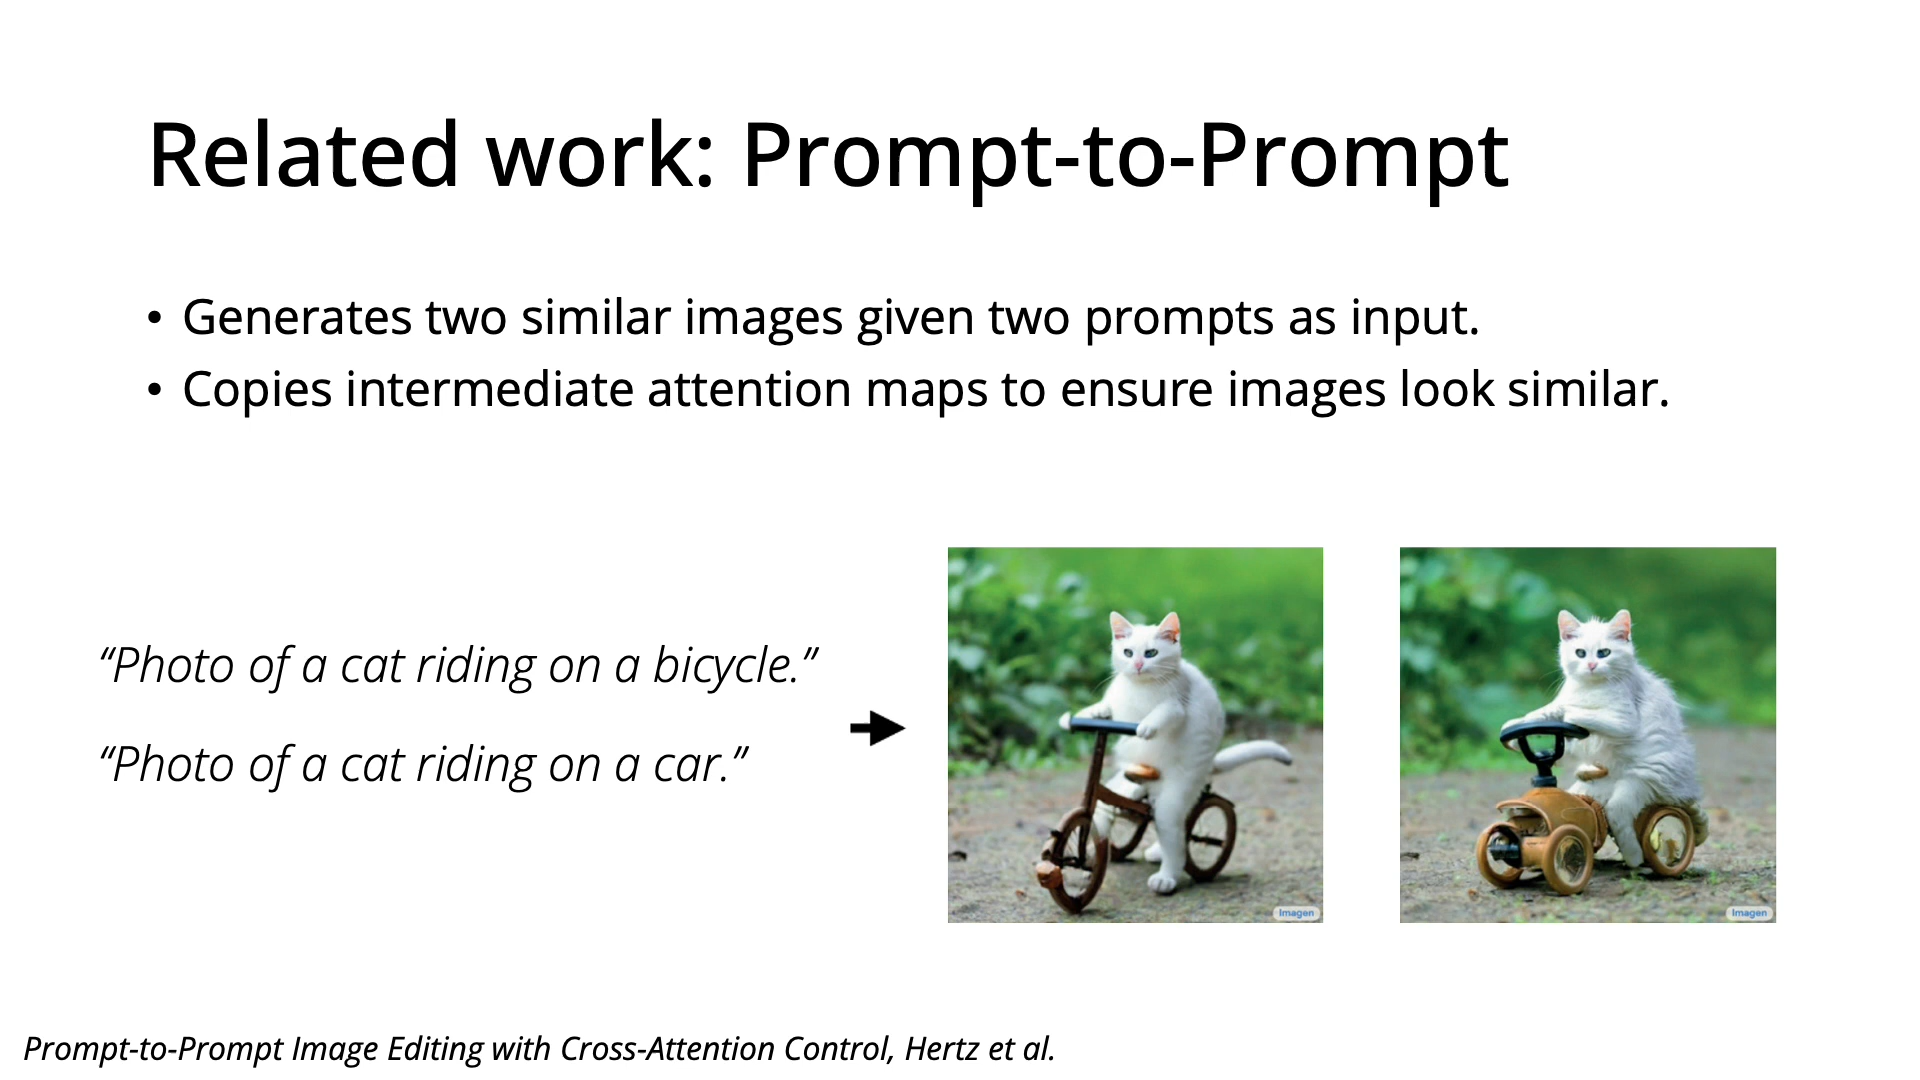 Related work: Prompt-to-Prompt
• Generates two similar images given two prompts as input.
• Copies intermediate attention maps to ensure images look similar.
“Photo of a cat riding on a bicycle.”
“Photo of a cat riding on a car.”
Imagen
Imagen
Prompt-to-Prompt Image Editing with Cross-Attention Control, Hertz et al.